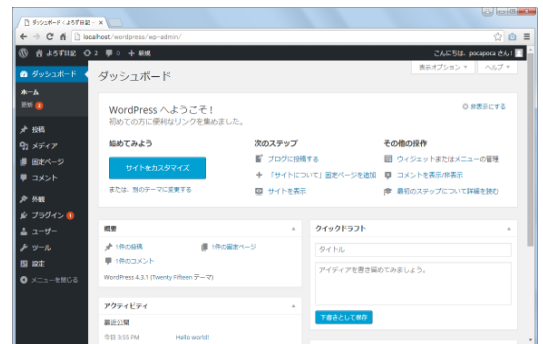 ダッシュボード ‹ よろず日記 —
localhost/wordpress/wp-admin/
よろず日記 2 0 + 新規
こんにちは、pocapoca さん!
ダッシュボード
ホーム
更新 2
投稿
メディア
固定ページ
コメント
外観
プラグイン 1
ユーザー
ツール
設定
メニューを閉じる
表示オプション ▼ ヘルプ ▼
ダッシュボード
WordPress へようこそ!
初めての方に便利なリンクを集めました。
非表示にする
始めてみよう
サイトをカスタマイズ
または、別のテーマに変更する
次のステップ
ブログに投稿する
「サイトについて」固定ページを追加
サイトを表示
その他の操作
ウィジェットまたはメニューの管理
コメントを表示/非表示
最初のステップについて詳細を読む
概要
1件の投稿 1件の固定ページ
1件のコメント
WordPress 4.3.1 (Twenty Fifteen テーマ)
アクティビティ
最近公開
今日 3:55 PM Hello world!
クイックドラフト
タイトル
アイディアを書き留めてみましょう。
下書きとして保存